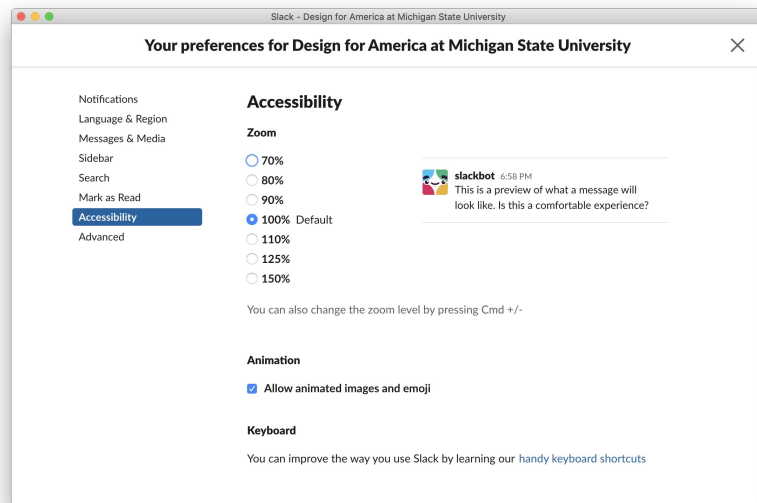 Slack - Design for America at Michigan State University
Your preferences for Design for America at Michigan State University
Notifications
Language & Region
Messages & Media
Sidebar
Search
Mark as Read
Accessibility
Advanced
Accessibility
Zoom
70%
80%
90%
100% Default
110%
125%
150%
slackbot 6:58 PM
This is a preview of what a message will
look like. Is this a comfortable experience?
You can also change the zoom level by pressing Cmd +/-
Animation
Allow animated images and emoji
Keyboard
You can improve the way you use Slack by learning our handy keyboard shortcuts